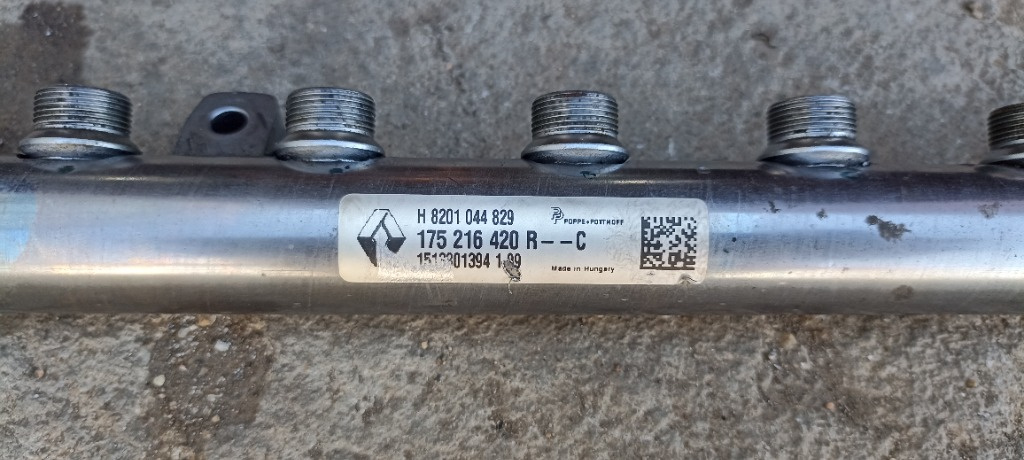 H 8201 044 829
POPPE+POTTHOFF
175 216 420 R--C
Made in Hungary